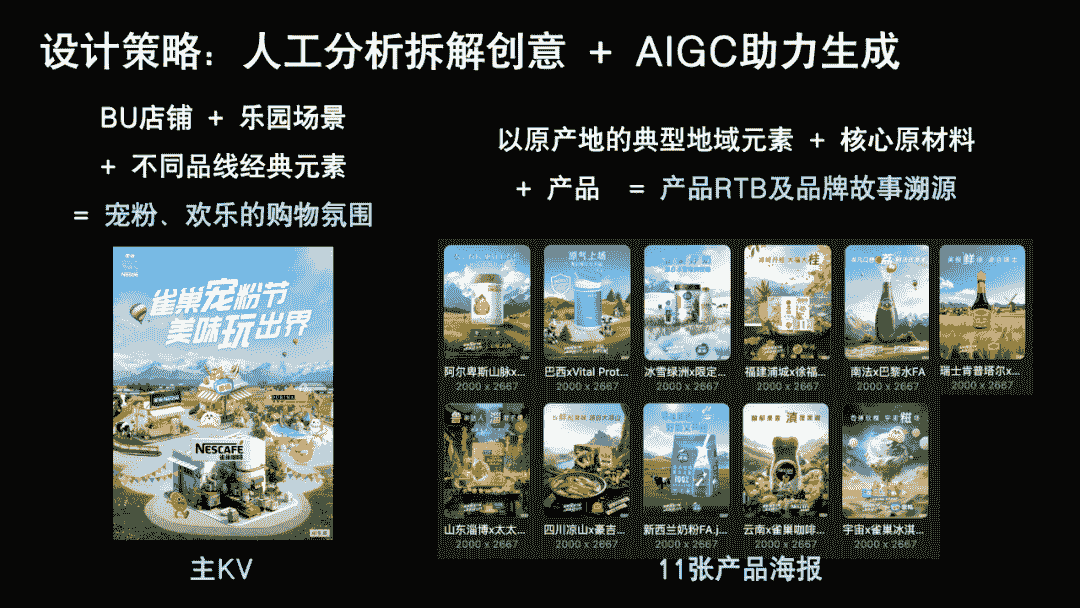 设计策略：人工分析拆解创意 + AIGC助力生成
BU店铺 + 乐园场景
+ 不同品线经典元素
= 宠粉、欢乐的购物氛围
以原产地的典型地域元素 + 核心原材料
+ 产品 = 产品RTB及品牌故事溯源
雀巢宠粉节
美味玩出界
NESCAFÉ
雀巢咖啡
主KV
阿尔卑斯山脉x...
2000 x 2667
巴西xVital Prot...
2000 x 2667
冰雪绿洲x限定...
2000 x 2667
福建浦城x徐福...
2000 x 2667
南法x巴黎水FA
2000 x 2667
瑞士肯普塔尔x...
2000 x 2667
山东淄博x太太...
2000 x 2667
四川凉山x豪吉...
2000 x 2667
新西兰奶粉FA.j...
2000 x 2667
云南x雀巢咖啡...
2000 x 2667
宇宙x雀巢冰淇...
2000 x 2667
11张产品海报